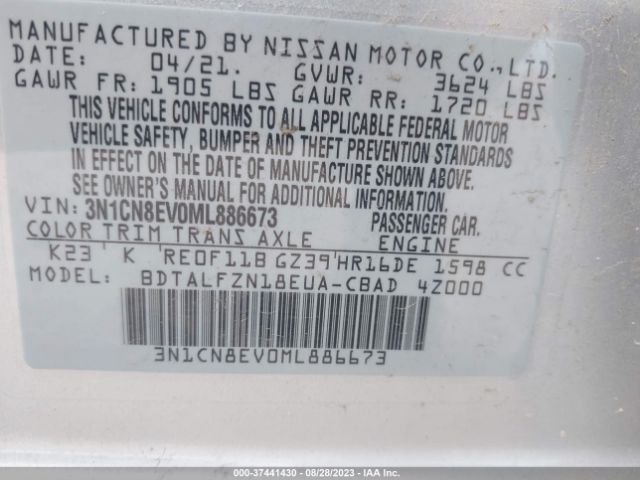 MANUFACTURED BY NISSAN MOTOR CO., LTD.
DATE: 04/21. GVWR: 3624 LBS
GAWR FR: 1905 LBS GAWR RR: 1720 LBS
THIS VEHICLE CONFORMS TO ALL APPLICABLE FEDERAL MOTOR
VEHICLE SAFETY, BUMPER AND THEFT PREVENTION STANDARDS
IN EFFECT ON THE DATE OF MANUFACTURE SHOWN ABOVE.
SEE OWNER'S MANUAL FOR ADDITIONAL INFORMATION.
VIN: 3N1CN8EV0ML886673 PASSENGER CAR.
COLOR TRIM TRANS AXLE ENGINE
K23 K RE0F11B GZ39 HR16DE 1598 CC
MODEL: BDTALFZN18EUA-CBAD 4Z000
3N1CN8EV0ML886673
000-37441430 - 08/28/2023 - IAAI.com